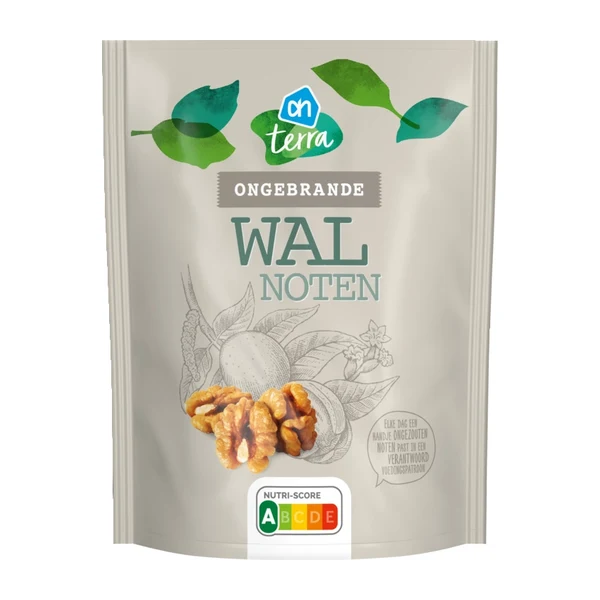 ah
terra
ONGEBRANDE
WAL
NOTEN
ELKE DAG EEN
HANDJE ONGEZOUTEN
NOTEN PAST IN EEN
VERANTWOORD
VOEDINGSPATROON
NUTRI-SCORE
A B C D E